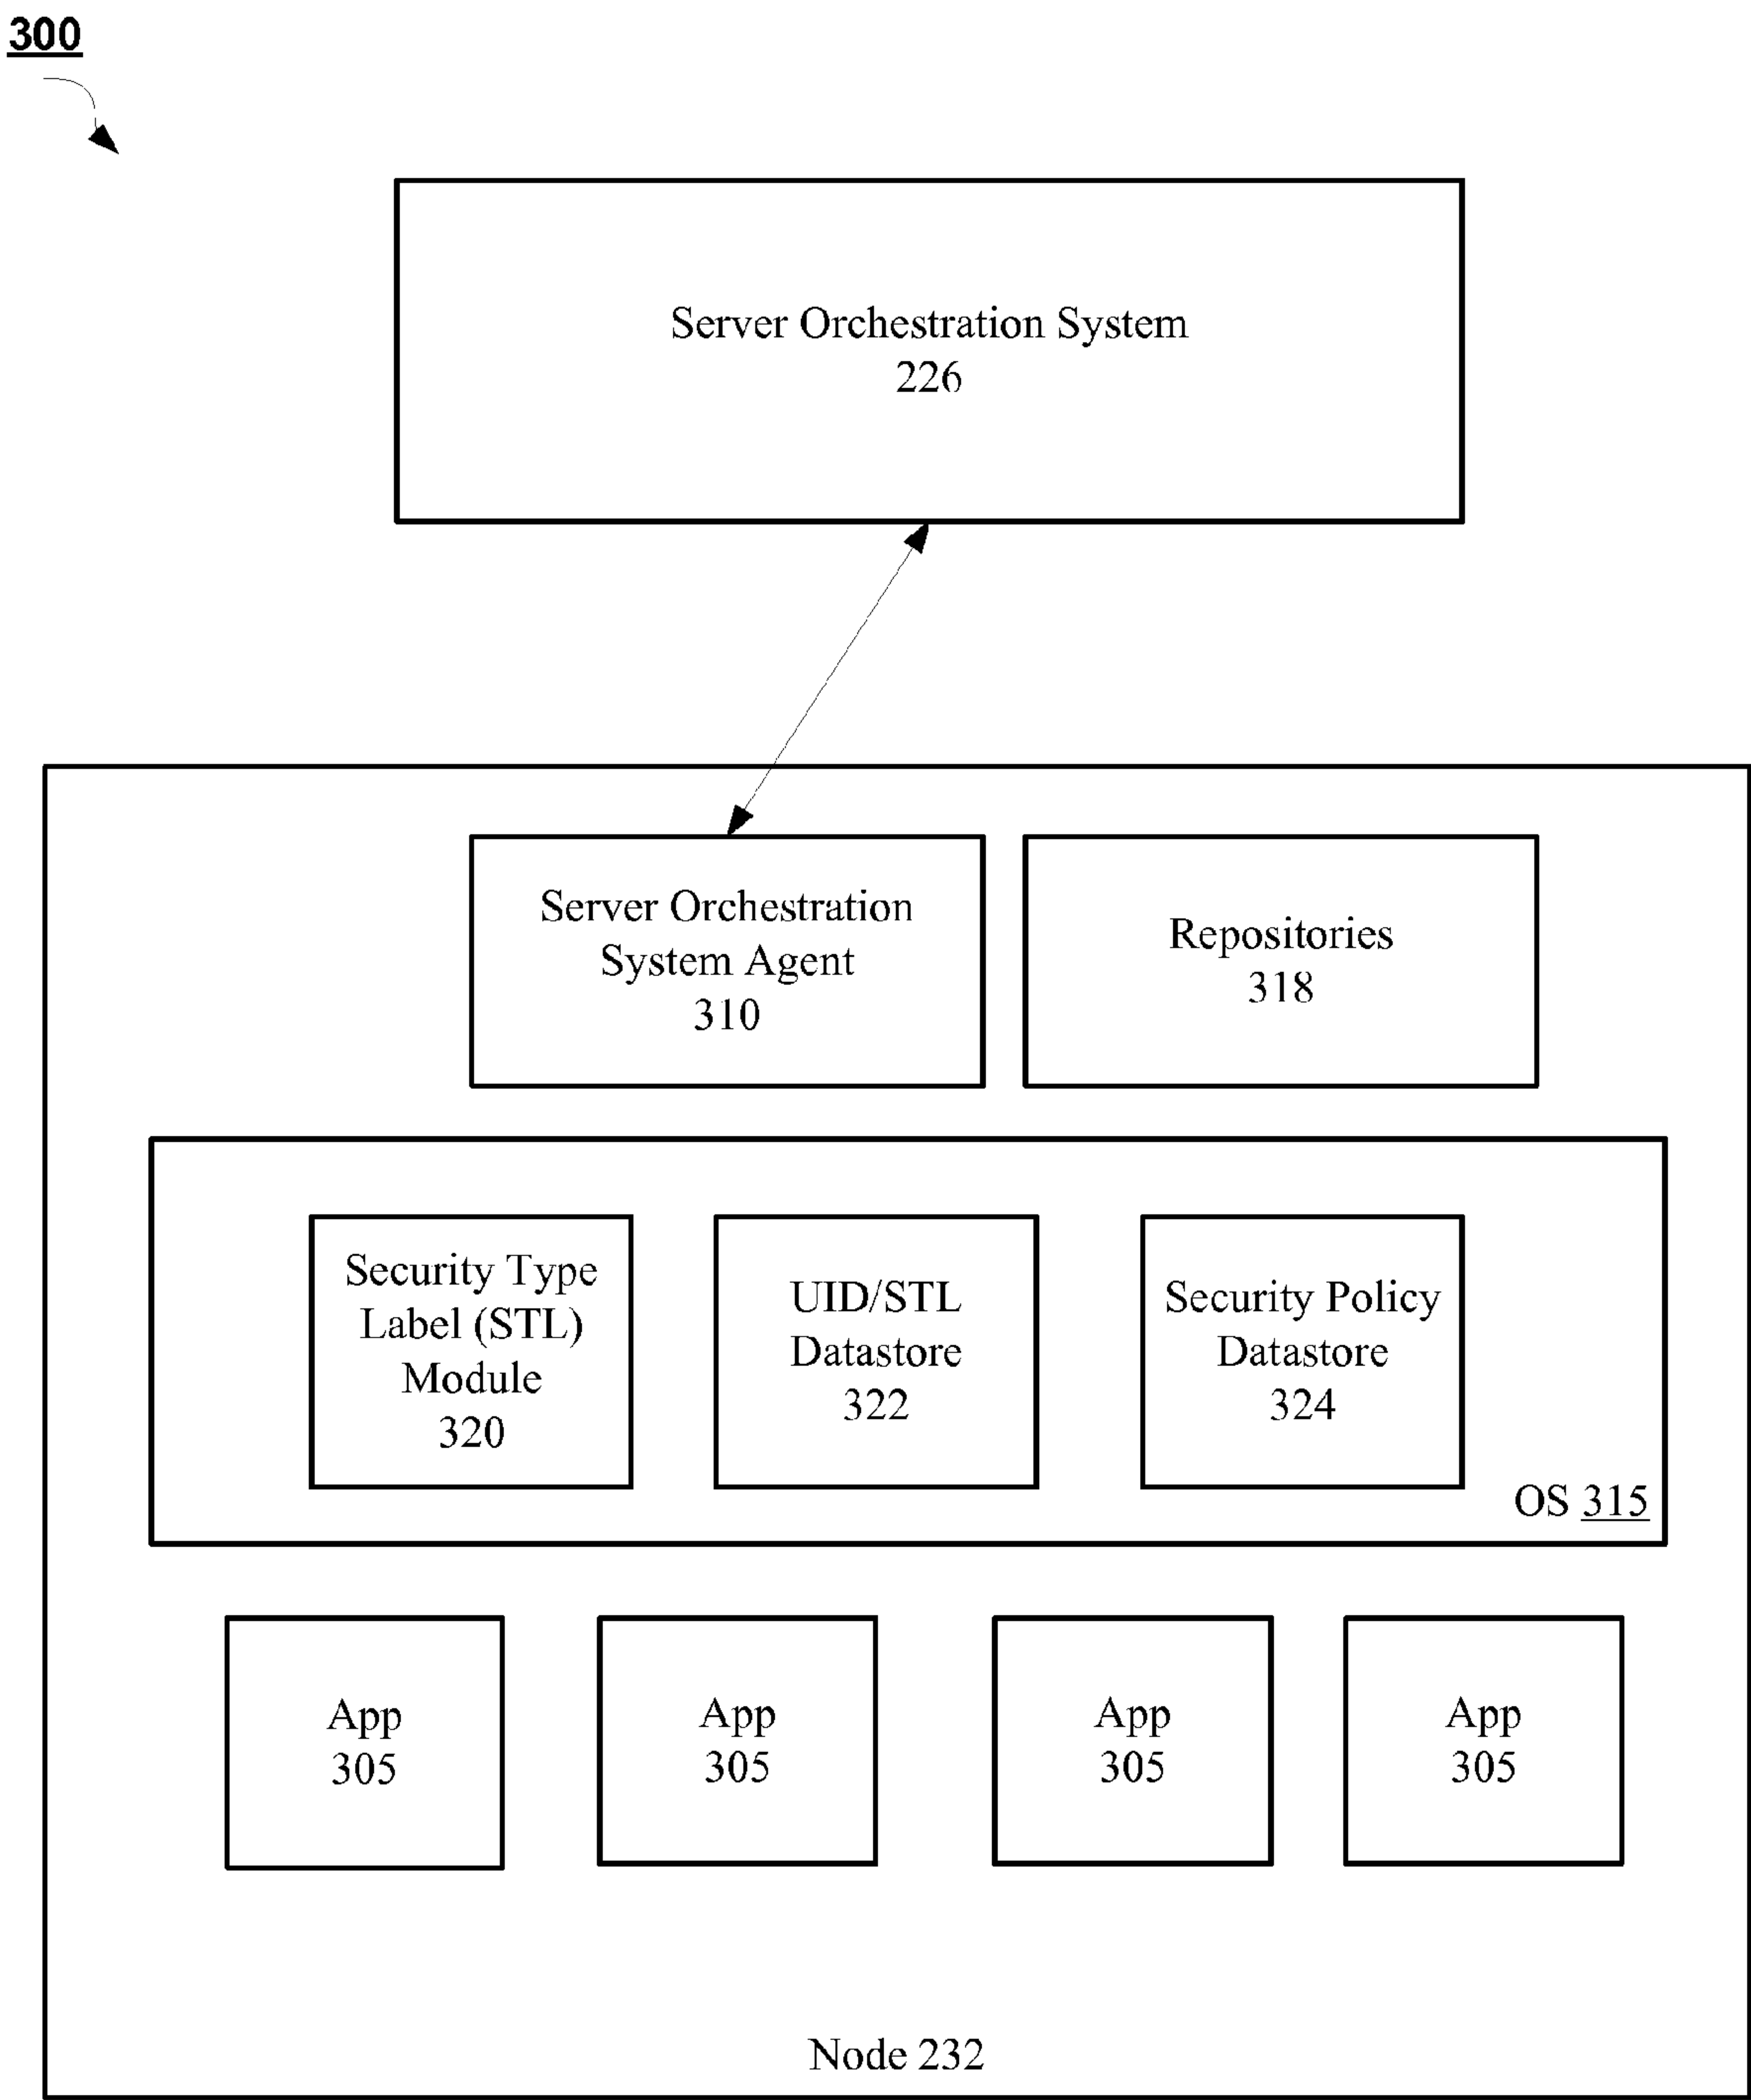 300
Server Orchestration System
226
Server Orchestration
System Agent
310
Repositories
318
Security Type
Label (STL)
Module
320
UID/STL
Datastore
322
Security Policy
Datastore
324
OS 315
App
305
App
305
App
305
App
305
Node 232